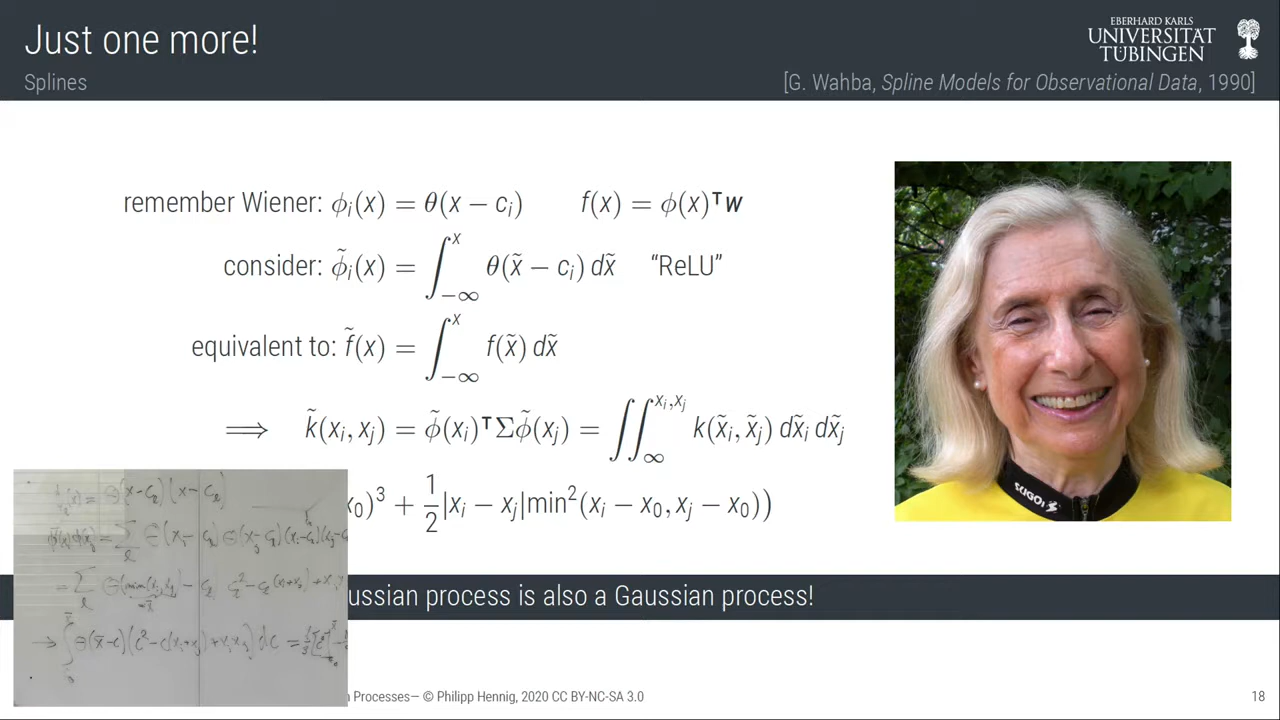 Just one more!
EBERHARD KARLS
UNIVERSITÄT
TÜBINGEN
Splines
[G. Wahba, Spline Models for Observational Data, 1990]
remember Wiener: ϕᵢ(x) = θ(x − cᵢ) f(x) = ϕ(x)ᵀw
consider: ϕ̃ᵢ(x) = ∫_{−∞}^{x} θ(x̃ − cᵢ) dx̃ “ReLU”
equivalent to: f̃(x) = ∫_{−∞}^{x} f(x̃) dx̃
⟹ k̃(xᵢ, xⱼ) = ϕ̃(xᵢ)ᵀΣϕ̃(xⱼ) = ∬_{∞}^{xᵢ,xⱼ} k(x̃ᵢ, x̃ⱼ) dx̃ᵢ dx̃ⱼ
x₀)³ + 1/2 |xᵢ − xⱼ|min²(xᵢ − x₀, xⱼ − x₀))
ussian process is also a Gaussian process!
n Processes— © Philipp Hennig, 2020 CC BY-NC-SA 3.0
18
SUGOi